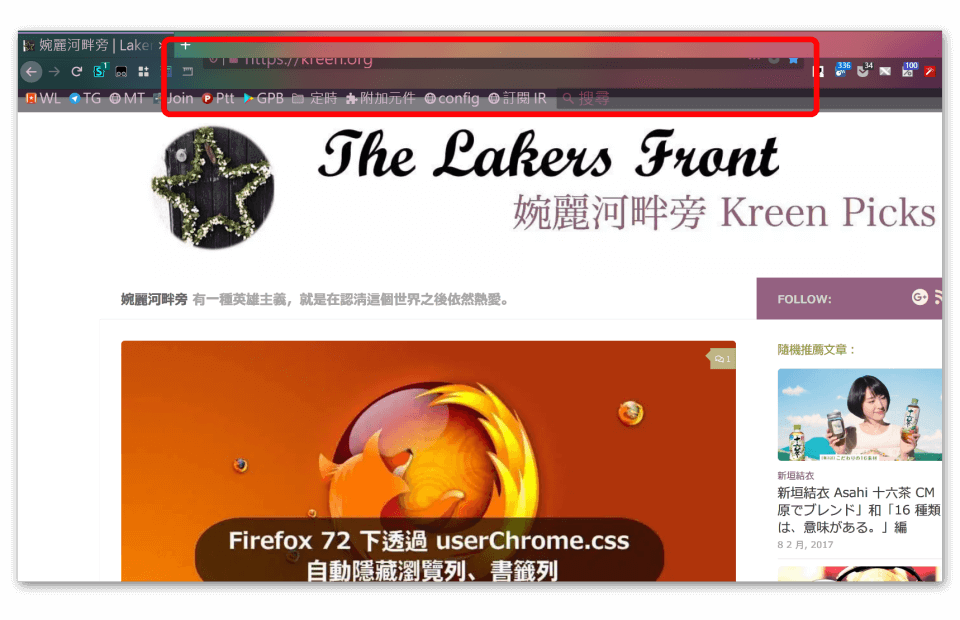 婉麗河畔旁 | Laker
https://kreen.org
336 34 100
WL TG MT Join Ptt GPB 定時 附加元件 config 訂閱 IR 搜尋
The Lakers Front
婉麗河畔旁 Kreen Picks
婉麗河畔旁 有一種英雄主義，就是在認清這個世界之後依然熱愛。
FOLLOW:
1
Firefox 72 下透過 userChrome.css
自動隱藏瀏覽列、書籤列
隨機推薦文章：
十六茶
新垣結衣
新垣結衣 Asahi 十六茶 CM
原でブレンド」和「16 種類
は、意味がある。」編
8 2 月, 2017